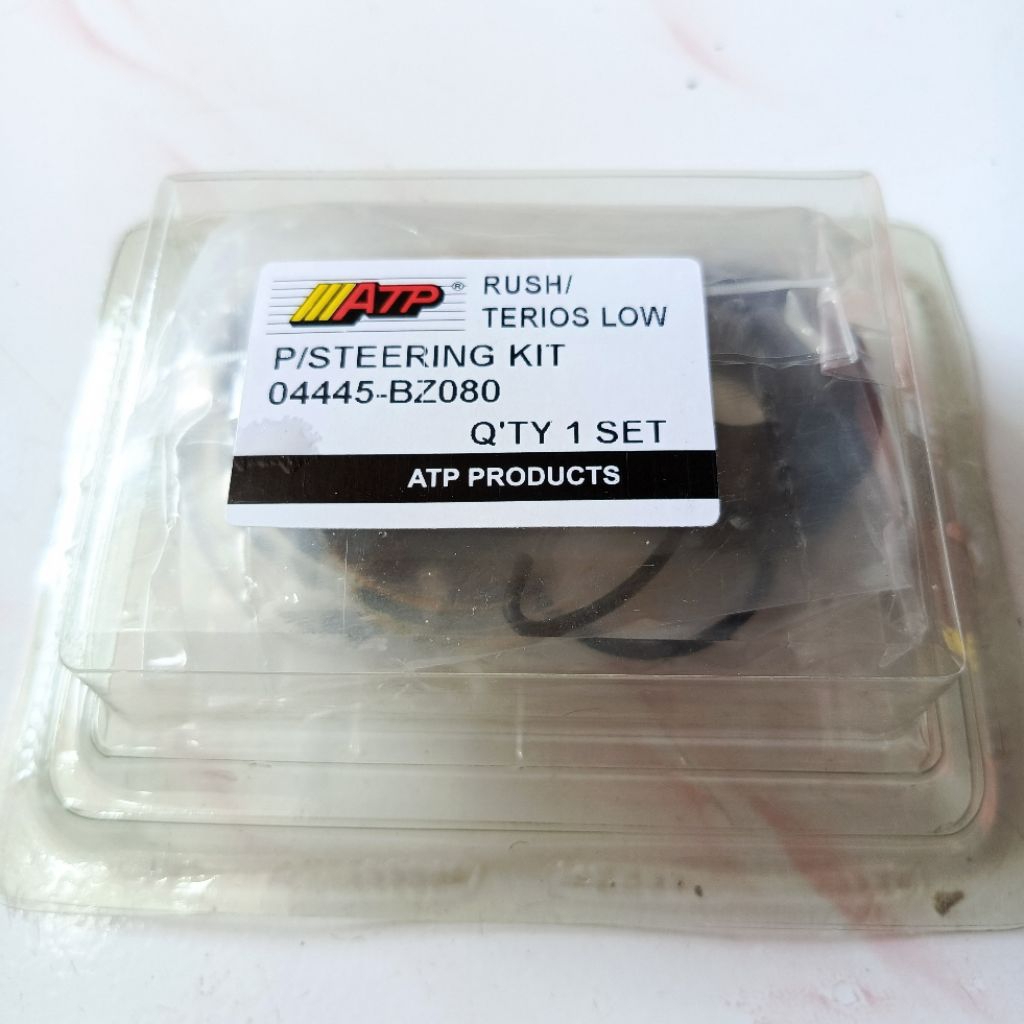 ATP® RUSH/
TERIOS LOW
P/STEERING KIT
04445-BZ080
Q'TY 1 SET
ATP PRODUCTS